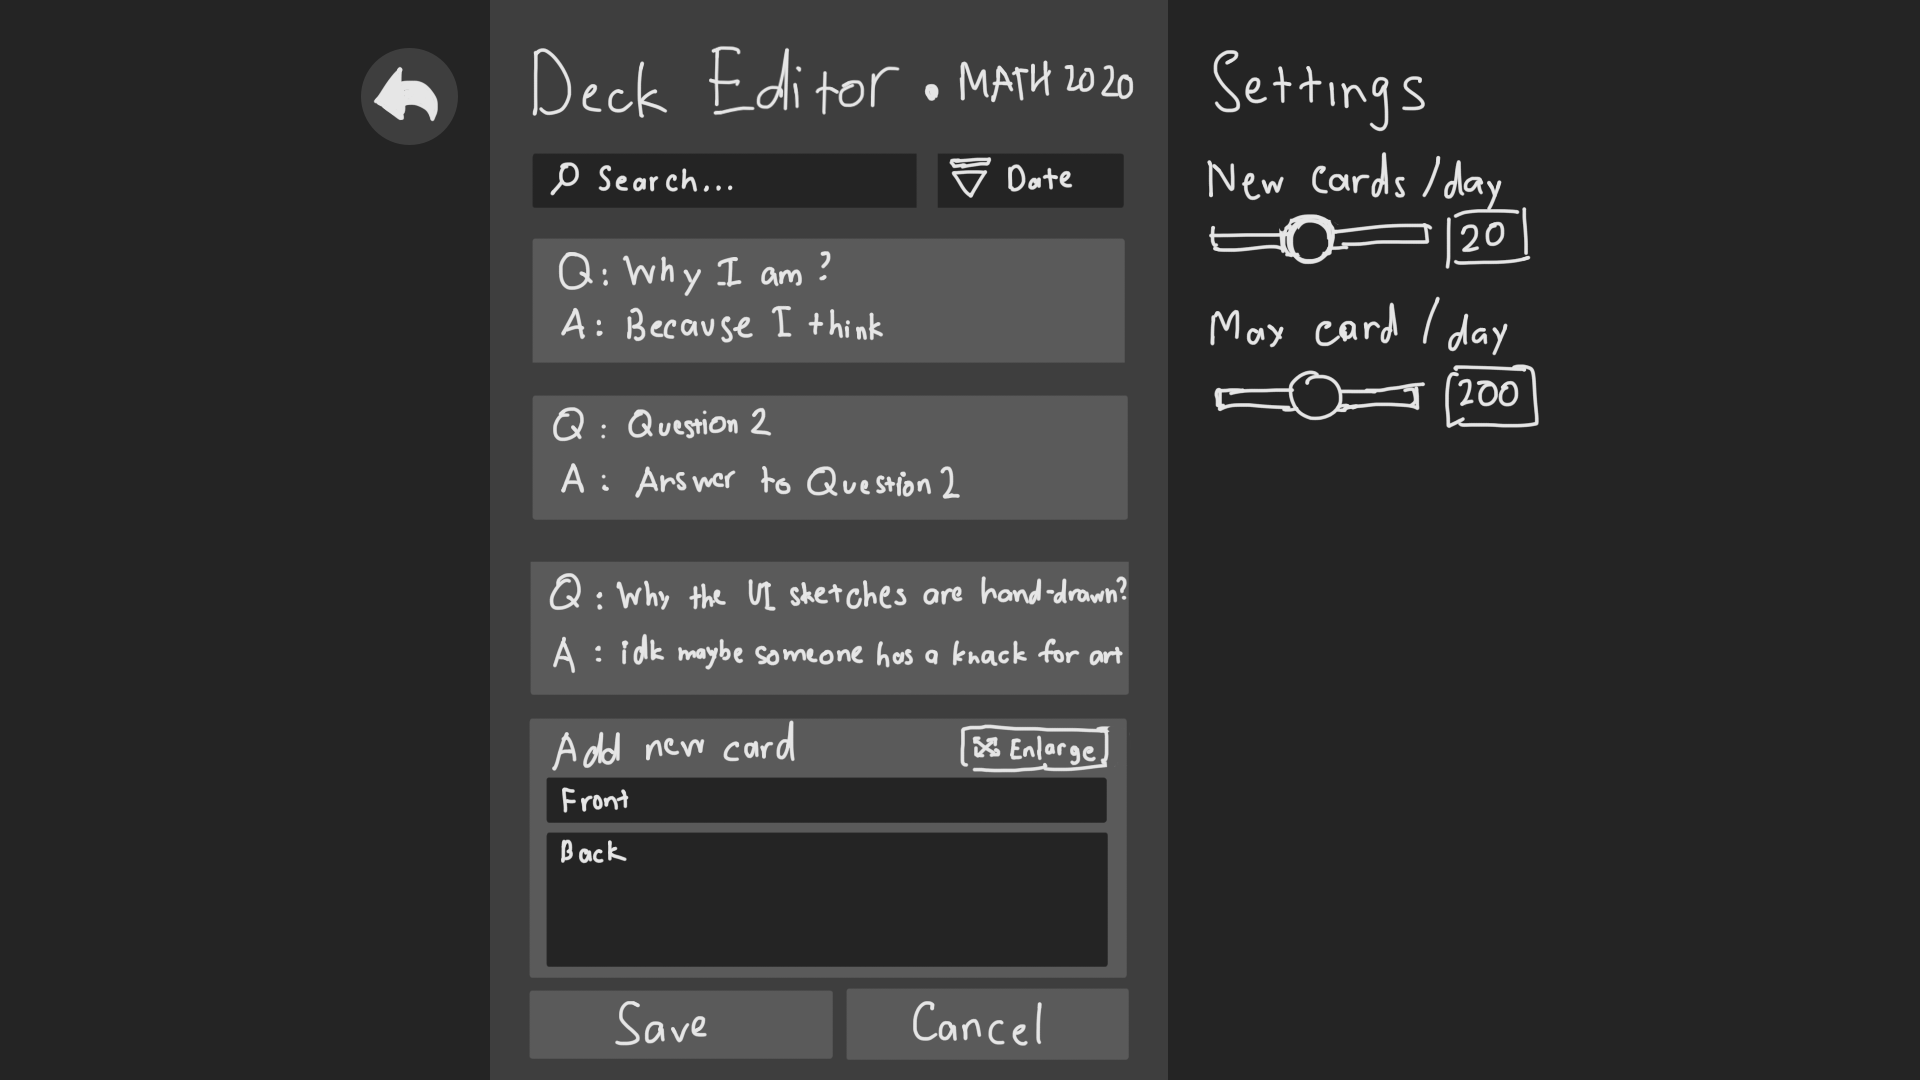 Deck Editor • MATH 2020
Search...
Date
Q: Why I am?
A: Because I think
Q: Question 2
A: Answer to Question 2
Q: Why the UI sketches are hand-drawn?
A: idk maybe someone has a knack for art
Add new card
Enlarge
Front
Back
Save
Cancel
Settings
New cards/day
20
Max card/day
200